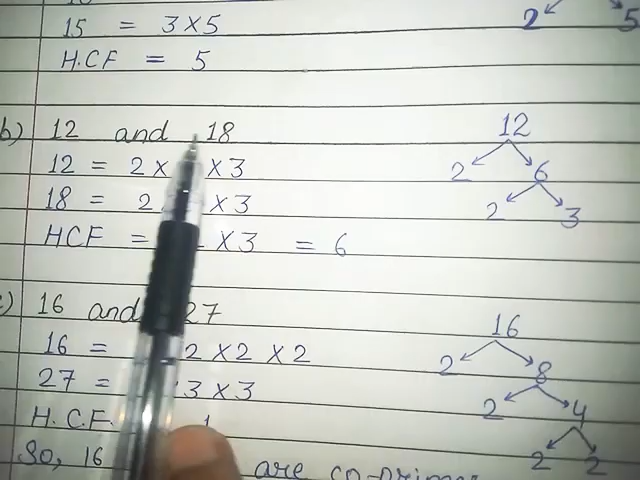 15 = 3×5
H.CF = 5
2 5
b) 12 and 18
12 = 2× ×3
18 = 2 ×3
HCF = ×3 = 6
12
2 6
2 3
16 and 27
16 = 2×2×2
27 = 3×3
H.C.F.
So, 16 are co-prime
16
2 8
2 4
2 2